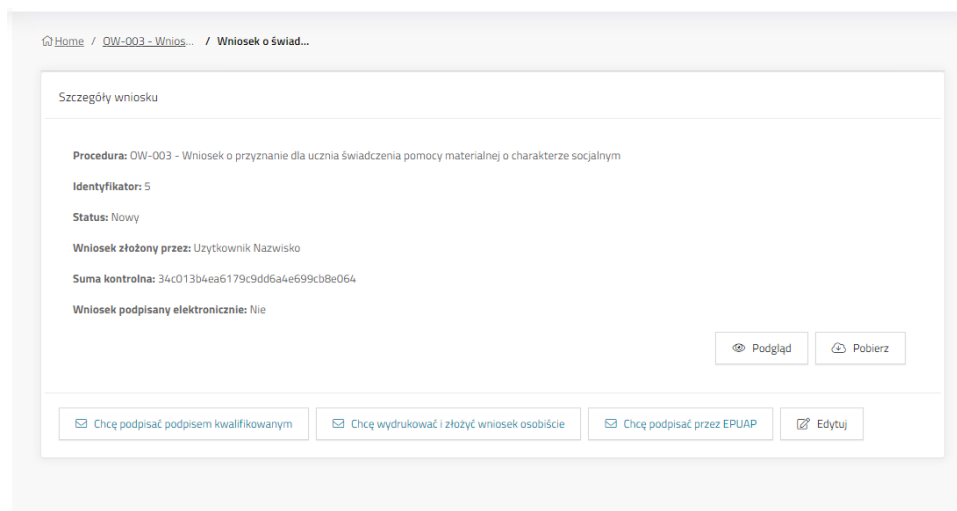 Home / OW-003 - Wnios... / Wniosek o świad...
Szczegóły wniosku
Procedura: OW-003 - Wniosek o przyznanie dla ucznia świadczenia pomocy materialnej o charakterze socjalnym
Identyfikator: 5
Status: Nowy
Wniosek złożony przez: Uzytkownik Nazwisko
Suma kontrolna: 34c013b4ea6179c9dd6a4e699cb8e064
Wniosek podpisany elektronicznie: Nie
Podgląd Pobierz
Chcę podpisać podpisem kwalifikowanym Chcę wydrukować i złożyć wniosek osobiście Chcę podpisać przez EPUAP Edytuj